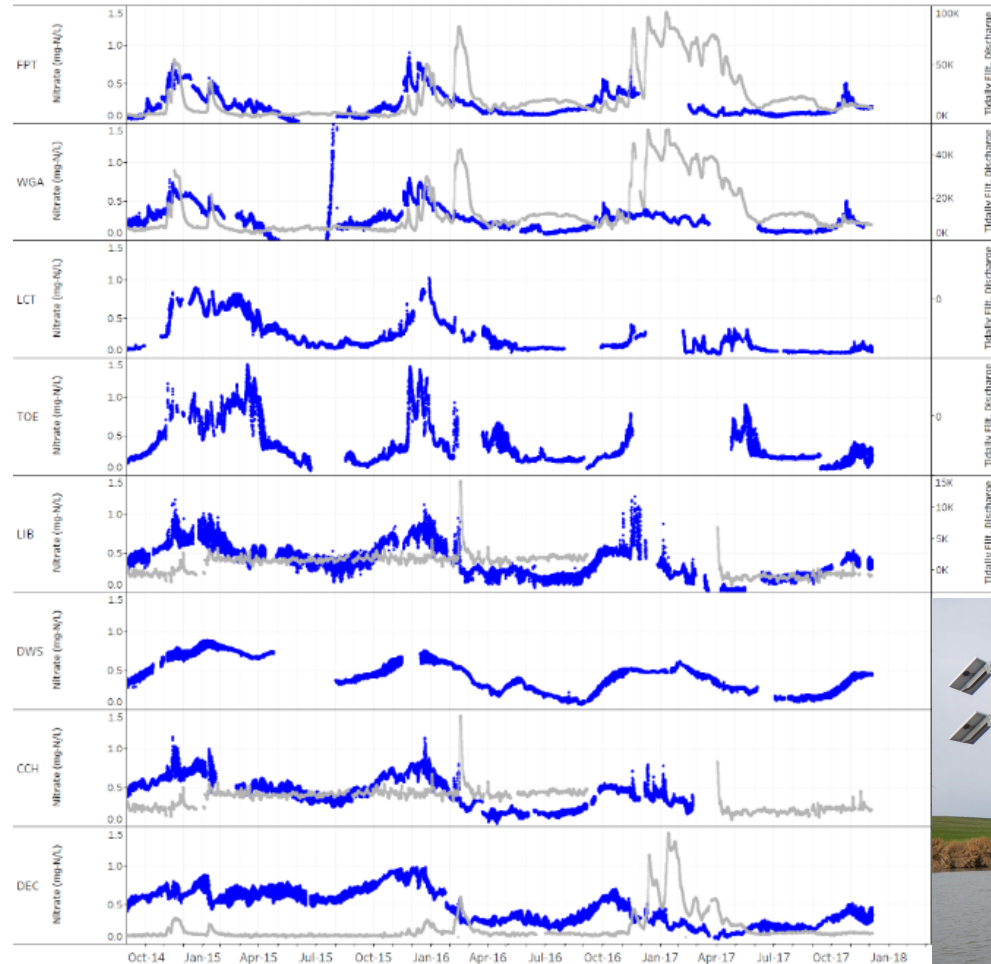 FPT
Nitrate (mg-N/L)
1.5
1.0
0.5
0.0
100K
50K
0K
Tidally Filt. Discharge
WGA
Nitrate (mg-N/L)
1.5
1.0
0.5
0.0
40K
20K
0K
Tidally Filt. Discharge
LCT
Nitrate (mg-N/L)
1.5
1.0
0.5
0.0
0
Tidally Filt. Discharge
TOE
Nitrate (mg-N/L)
1.5
1.0
0.5
0.0
0
Tidally Filt. Discharge
LIB
Nitrate (mg-N/L)
1.5
1.0
0.5
0.0
15K
10K
9K
0K
Tidally Filt. Discharge
DWS
Nitrate (mg-N/L)
1.5
1.0
0.5
0.0
CCH
Nitrate (mg-N/L)
1.5
1.0
0.5
0.0
DEC
Nitrate (mg-N/L)
1.5
1.0
0.5
0.0
Oct-14 Jan-15 Apr-15 Jul-15 Oct-15 Jan-16 Apr-16 Jul-16 Oct-16 Jan-17 Apr-17 Jul-17 Oct-17 Jan-18